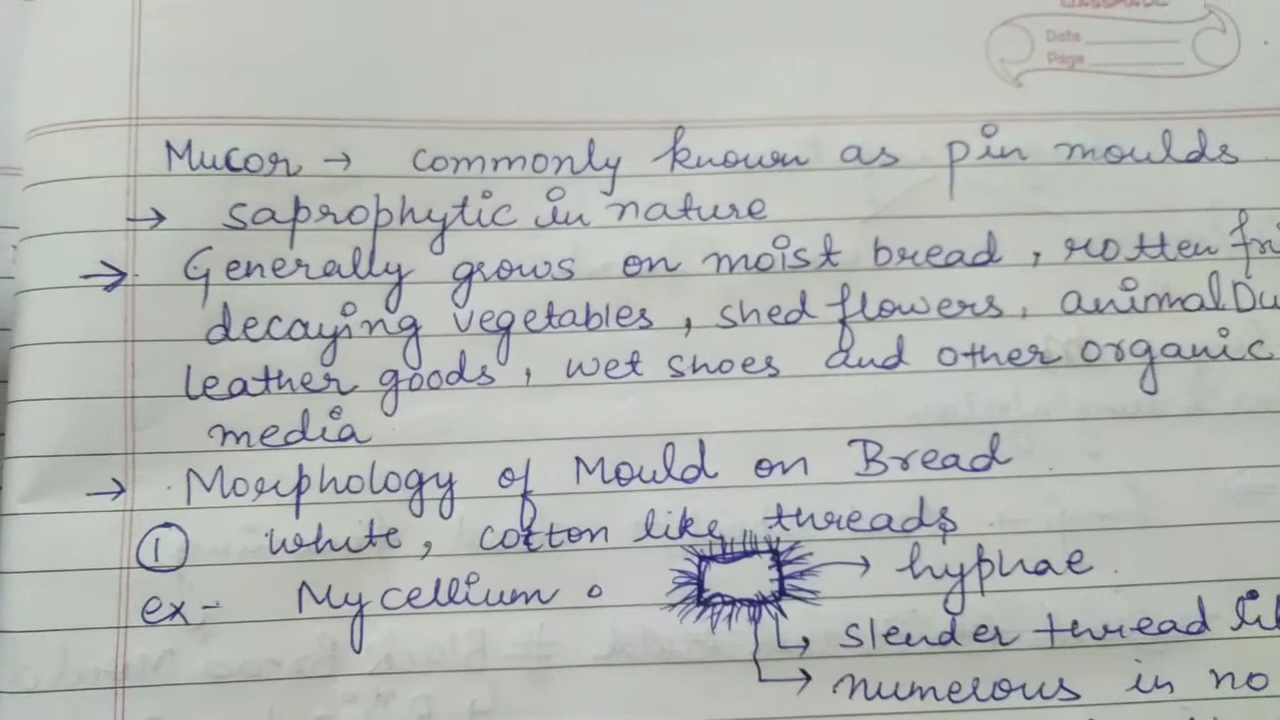 Date
Page
Mucor → commonly known as pin moulds
→ saprophytic in nature
→ Generally grows on moist bread, rotten
decaying vegetables, shed flowers, animal
leather goods, wet shoes and other organic
media
→ Morphology of Mould on Bread
① white, cotton like threads
ex- Mycellium
→ hyphae
→ slender thread
→ numerous in no